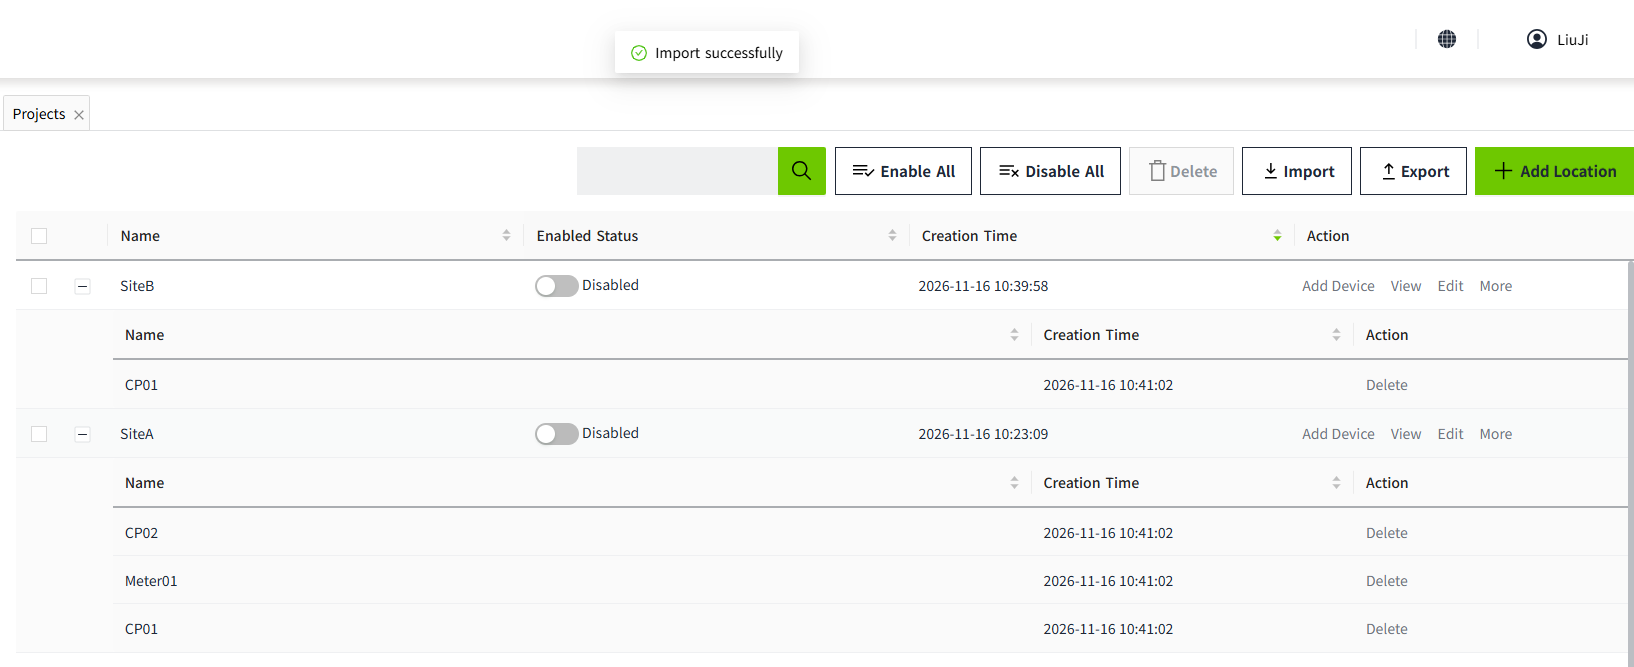 Import successfully
LiuJi
Projects
Enable All Disable All Delete Import Export Add Location
Name Enabled Status Creation Time Action
SiteB Disabled 2026-11-16 10:39:58 Add Device View Edit More
Name Creation Time Action
CP01 2026-11-16 10:41:02 Delete
SiteA Disabled 2026-11-16 10:23:09 Add Device View Edit More
Name Creation Time Action
CP02 2026-11-16 10:41:02 Delete
Meter01 2026-11-16 10:41:02 Delete
CP01 2026-11-16 10:41:02 Delete